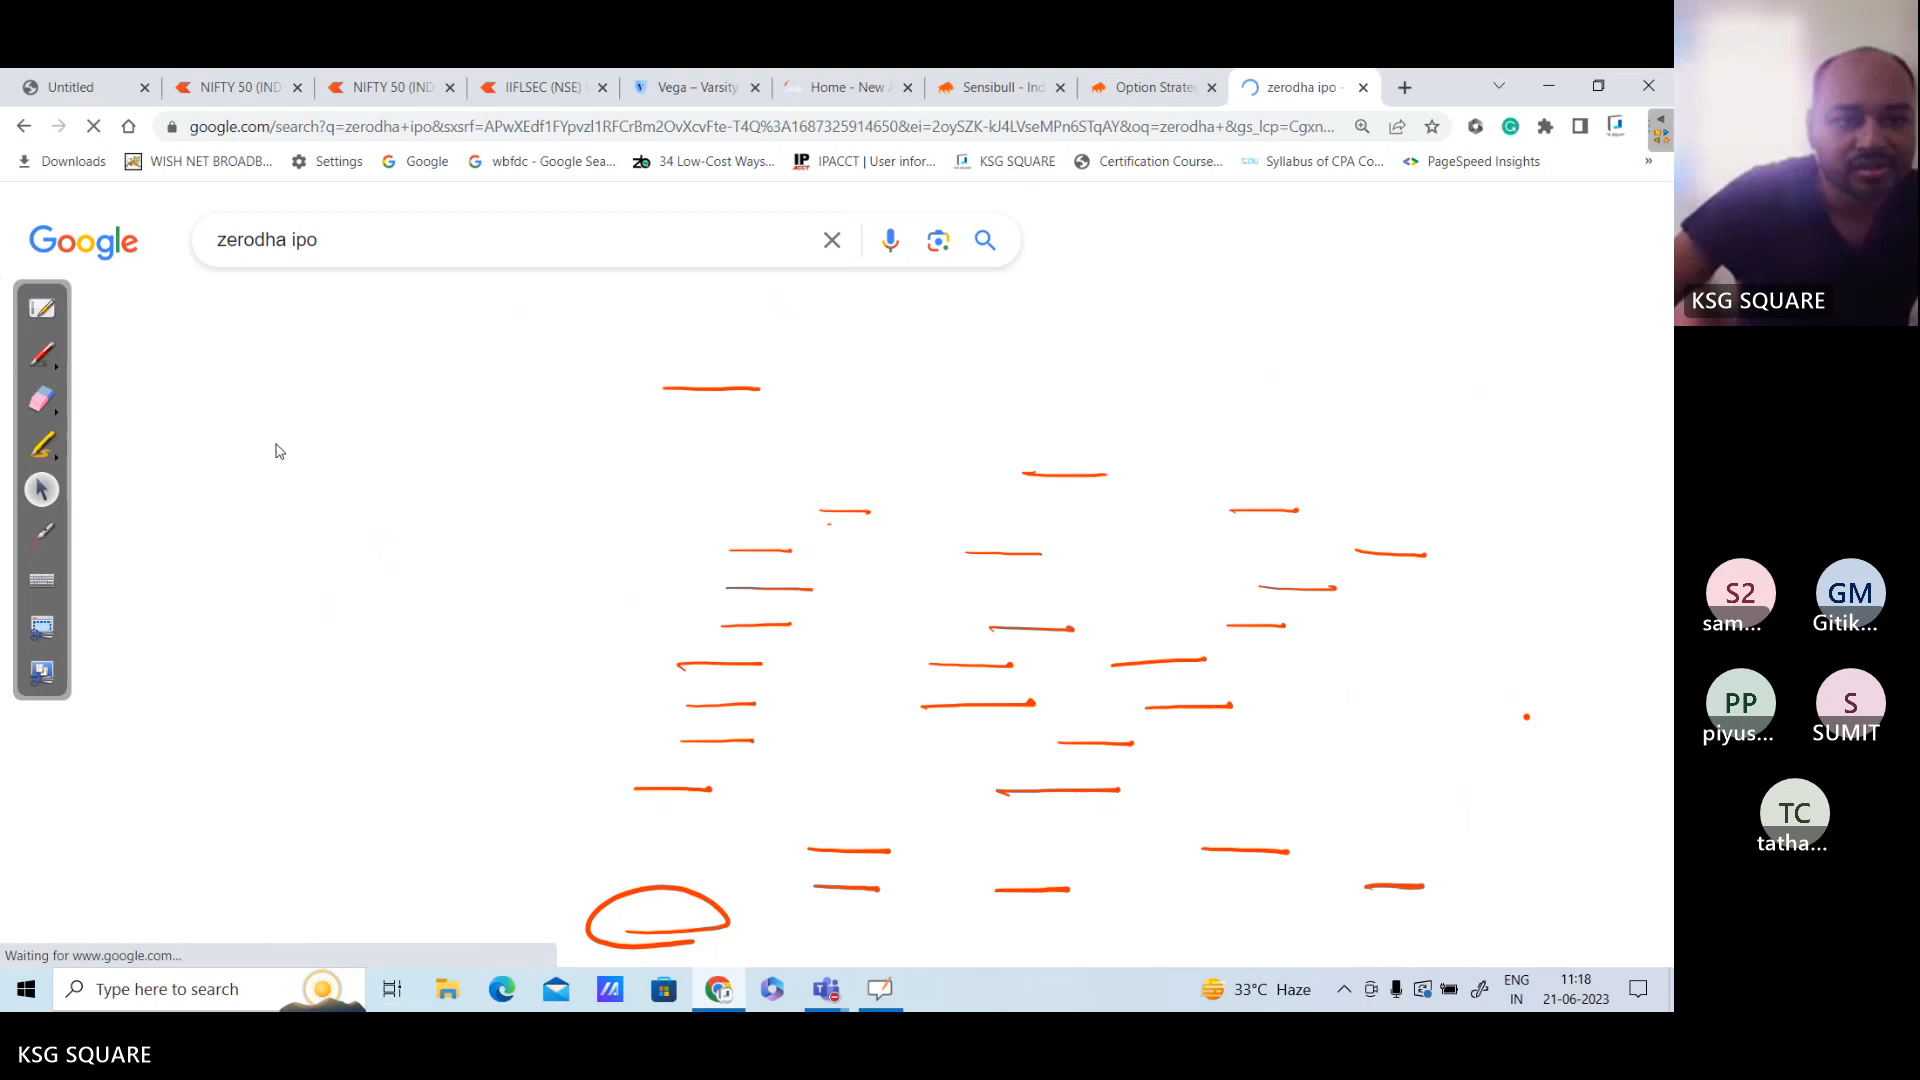 Untitled
NIFTY 50 (IND
NIFTY 50 (IND
IIFLSEC (NSE)
Vega – Varsity
Home - New
Sensibull - Ind
Option Strate
zerodha ipo -
google.com/search?q=zerodha+ipo&sxsrf=APwXEdf1FYpvzl1RFCrBm2OvXcvFte-T4Q%3A1687325914650&ei=2oySZK-kJ4LVseMPn6STqAY&oq=zerodha+&gs_lcp=Cgxn...
Downloads
WISH NET BROADB...
Settings
Google
wbfdc - Google Sea...
34 Low-Cost Ways...
IPACCT | User infor...
KSG SQUARE
Certification Course...
Syllabus of CPA Co...
PageSpeed Insights
Google
zerodha ipo
KSG SQUARE
S2
sam...
GM
Gitik...
PP
piyus...
S
SUMIT
TC
tatha...
Waiting for www.google.com...
Type here to search
33°C Haze
ENG
IN
11:18
21-06-2023
KSG SQUARE